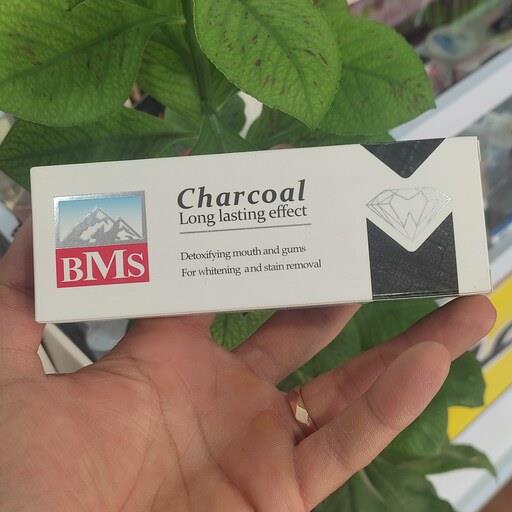 Charcoal
Long lasting effect
Detoxifying mouth and gums
For whitening and stain removal
BMS